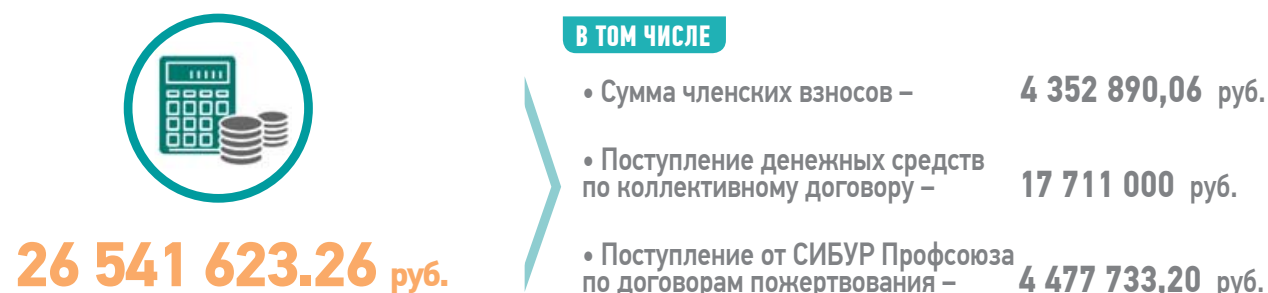 26 541 623.26 руб.
В ТОМ ЧИСЛЕ
• Сумма членских взносов – 4 352 890,06 руб.
• Поступление денежных средств
по коллективному договору – 17 711 000 руб.
• Поступление от СИБУР Профсоюза
по договорам пожертвования – 4 477 733,20 руб.